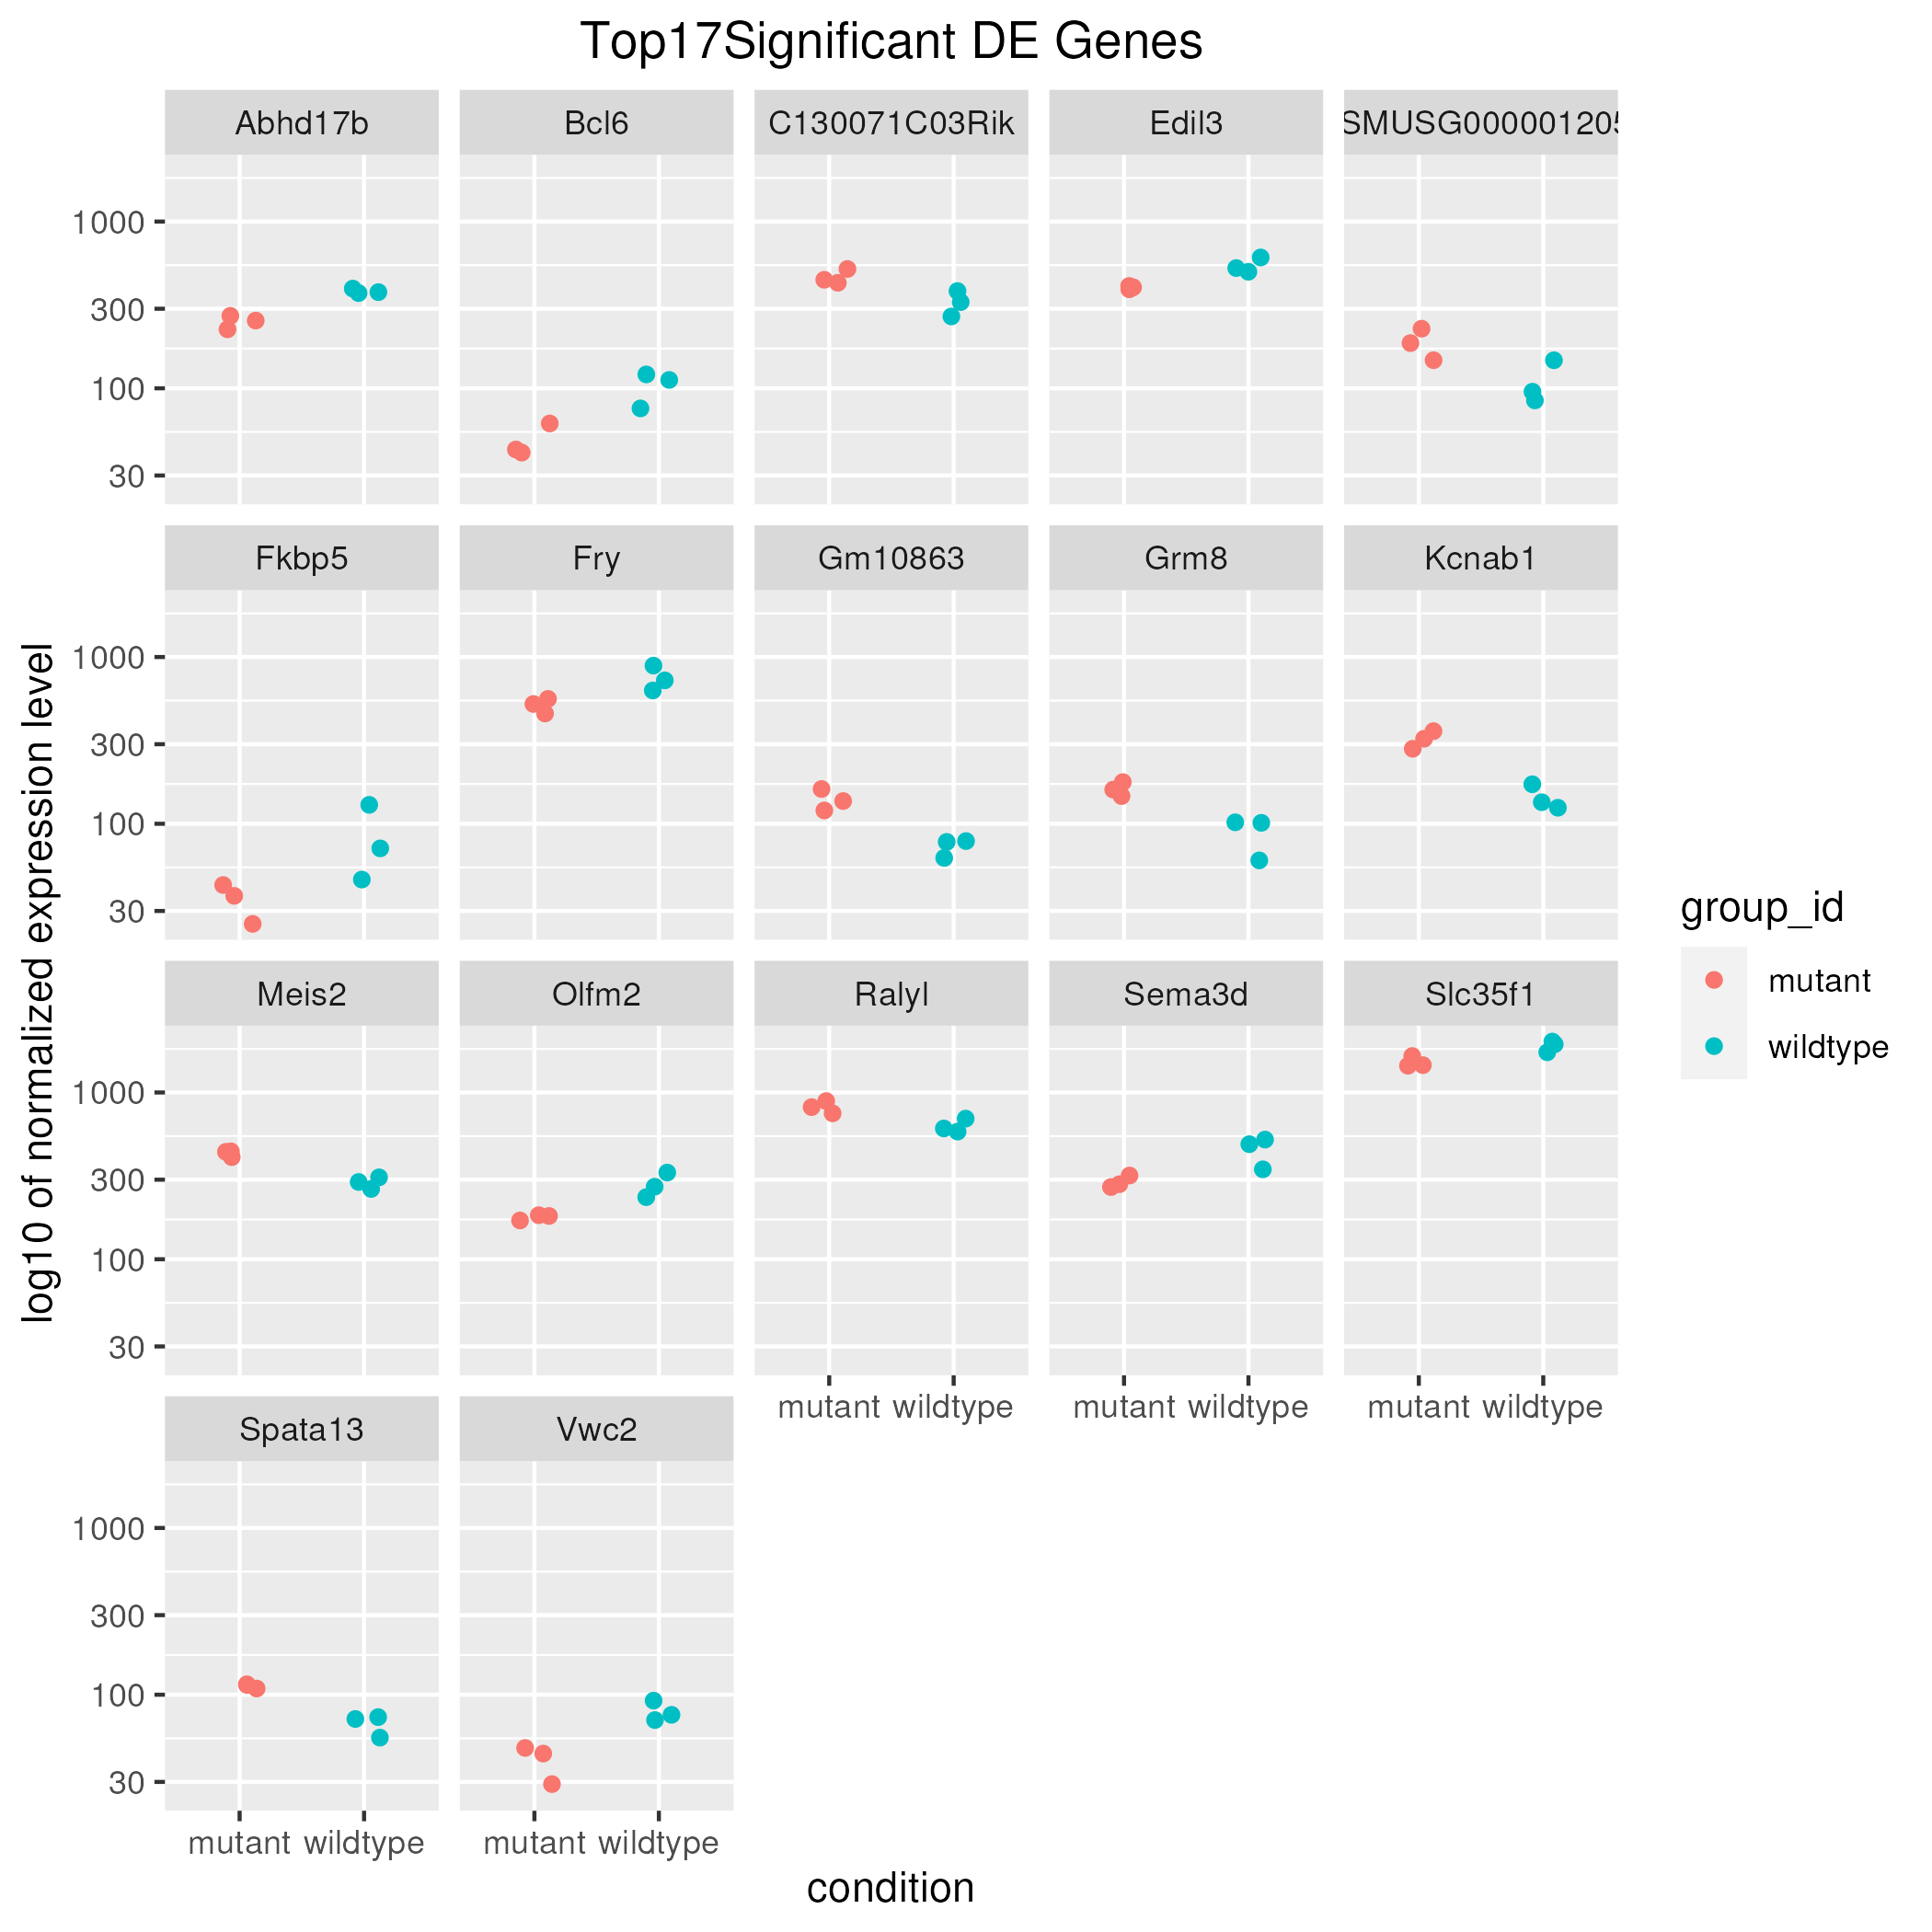 Top17Significant DE Genes
Abhd17b Bcl6 C130071C03Rik Edil3 SMUSG000001205
1000
300
100
30
Fkbp5 Fry Gm10863 Grm8 Kcnab1
1000
300
100
30
log10 of normalized expression level
group_id
mutant
wildtype
Meis2 Olfm2 Ralyl Sema3d Slc35f1
1000
300
100
30
mutant wildtype mutant wildtype mutant wildtype
Spata13 Vwc2
1000
300
100
30
mutant wildtype mutant wildtype
condition